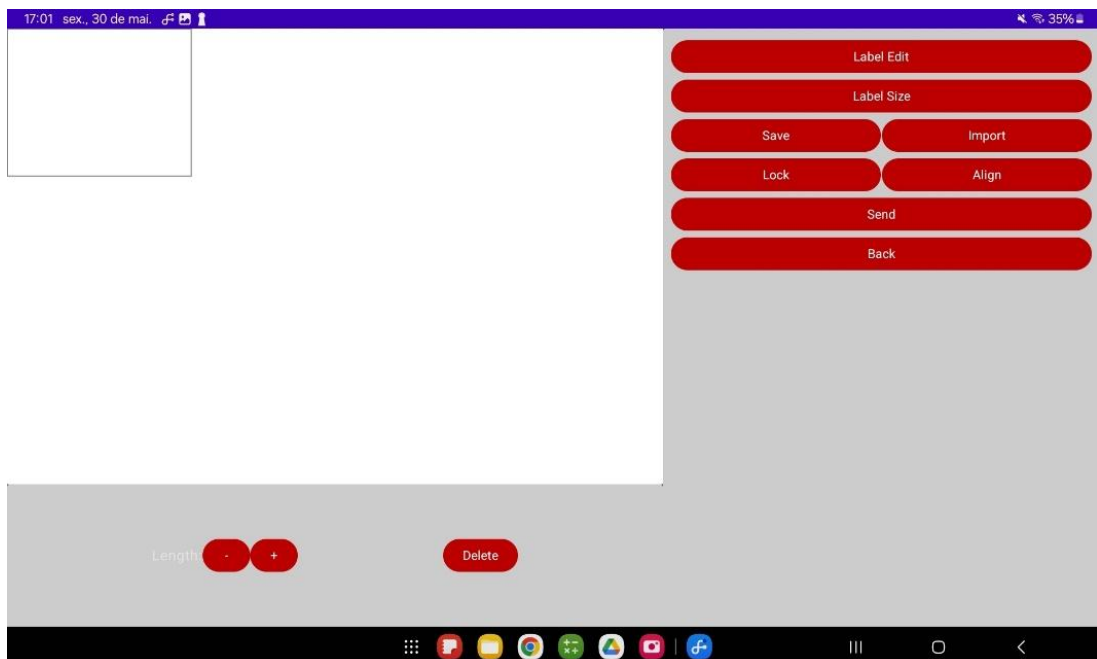 17:01 sex., 30 de mai. 35%
Label Edit
Label Size
Save Import
Lock Align
Send
Back
Length - + Delete